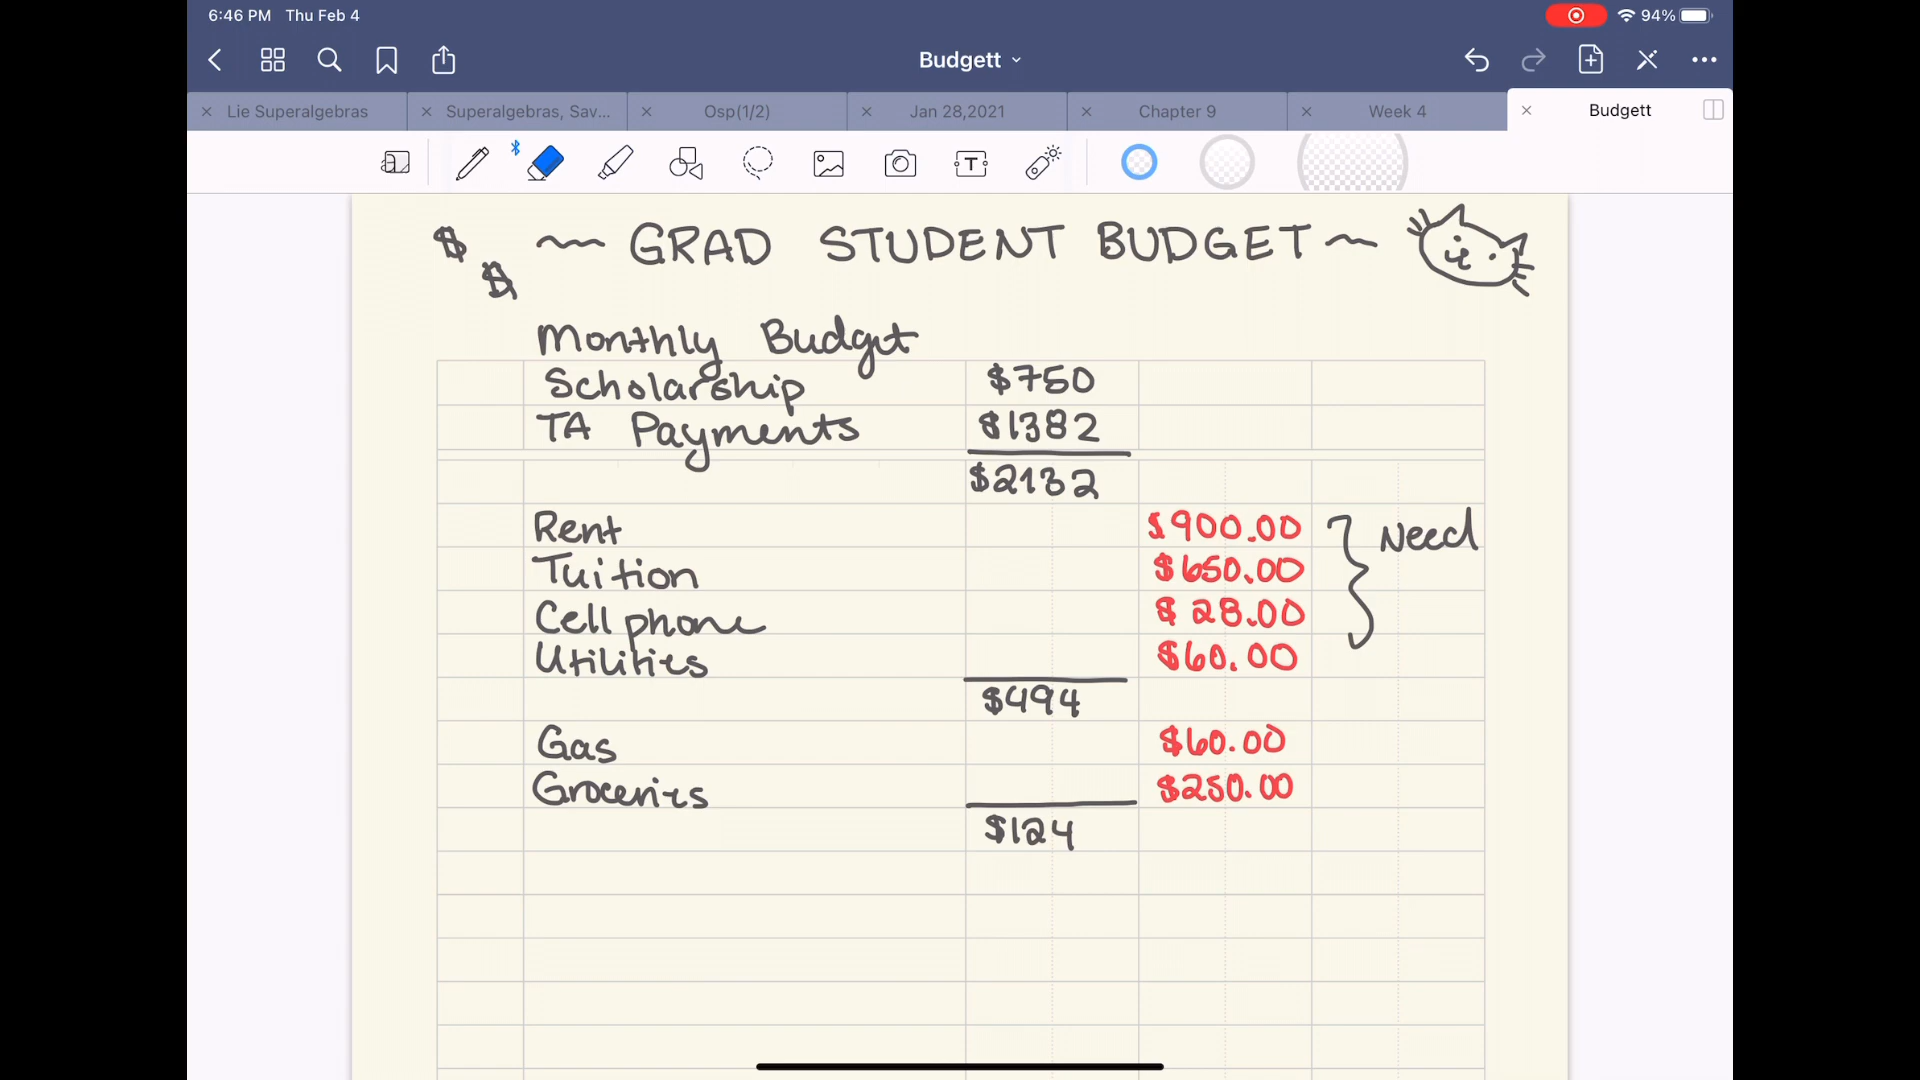 6:46 PM Thu Feb 4 94%
Budgett
Lie Superalgebras Superalgebras, Sav... Osp(1/2) Jan 28,2021 Chapter 9 Week 4 Budgett
T
$ $ ~ GRAD STUDENT BUDGET ~
Monthly Budget
Scholarship $750
TA Payments $1382
$2132
Rent $900.00 Need
Tuition $650.00
Cell phone $28.00
Utilities $60.00
$494
Gas $60.00
Groceries $250.00
$124